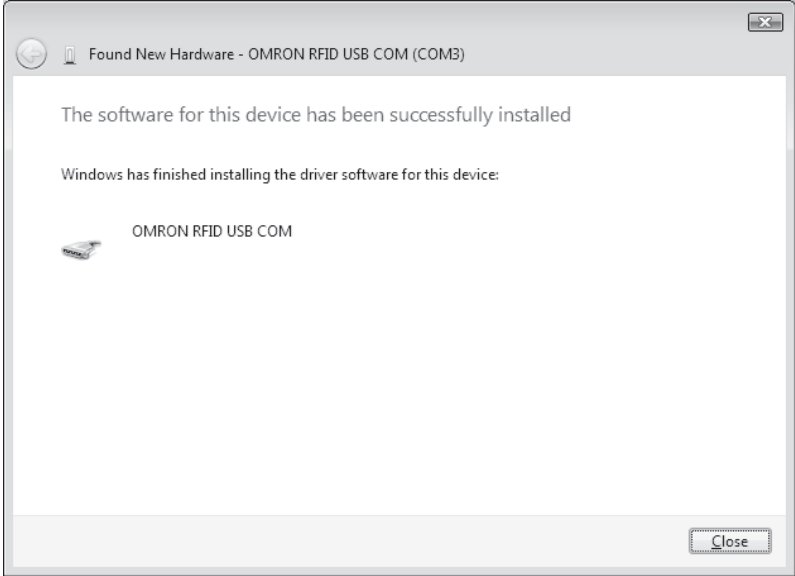 Found New Hardware - OMRON RFID USB COM (COM3)
The software for this device has been successfully installed
Windows has finished installing the driver software for this device:
OMRON RFID USB COM
Close